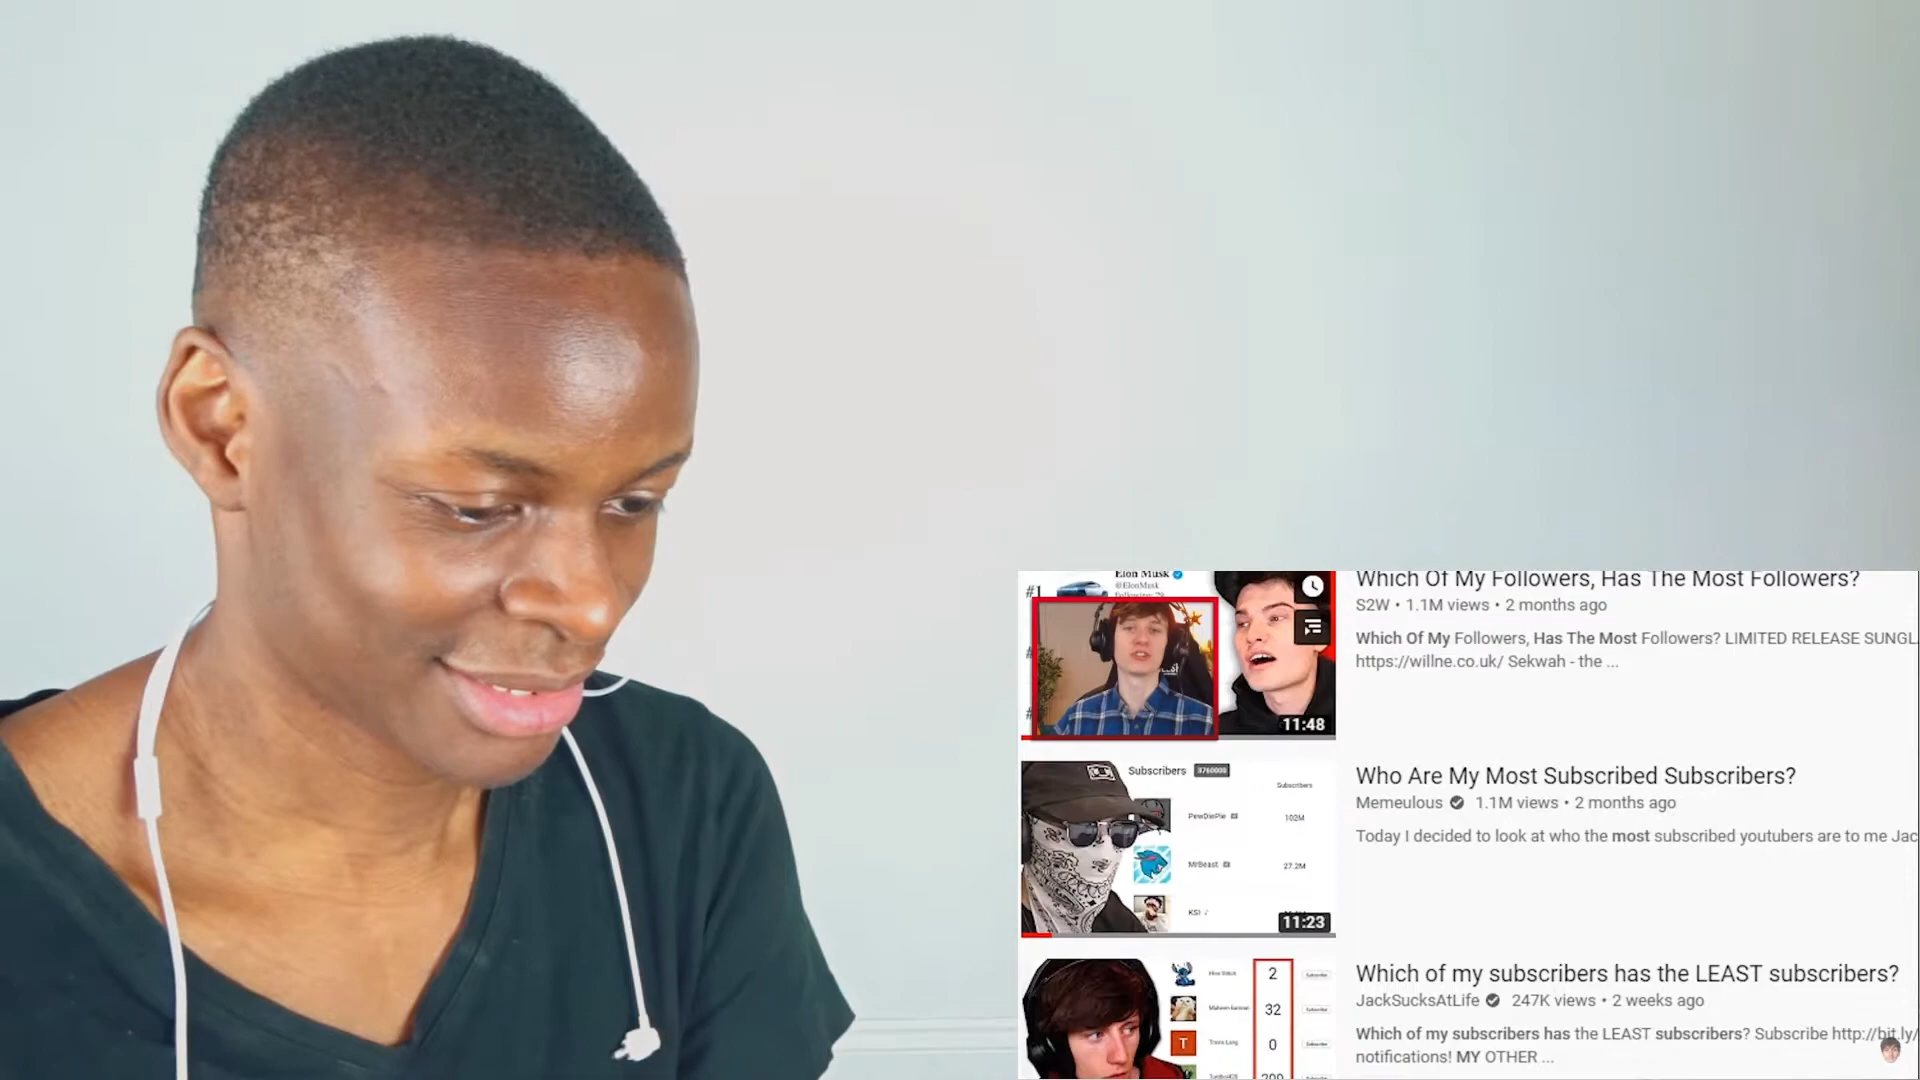 Elon Musk
@ElonMusk
#1
Which Of My Followers, Has The Most Followers?
S2W • 1.1M views • 2 months ago
Which Of My Followers, Has The Most Followers? LIMITED RELEASE SUNGL
https://willne.co.uk/ Sekwah - the ...
11:48
Subscribers 3760000
Subscribers
PewDiePie 102M
MrBeast 27.2M
KSI
11:23
Who Are My Most Subscribed Subscribers?
Memeulous 1.1M views • 2 months ago
Today I decided to look at who the most subscribed youtubers are to me Jac
2
32
T 0
Which of my subscribers has the LEAST subscribers?
JackSucksAtLife 247K views • 2 weeks ago
Which of my subscribers has the LEAST subscribers? Subscribe http://bit.ly/
notifications! MY OTHER ...